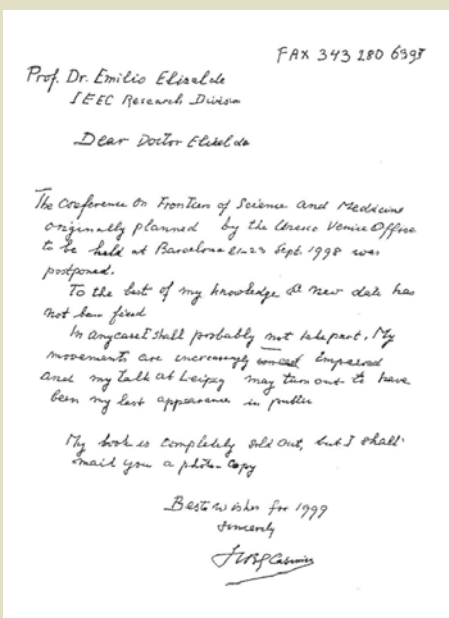 FAX 343 280 6395
Prof. Dr. Emilio Elizalde
IEEC Research Division
Dear Doctor Elizalde
The Conference on Frontiers of Science and Medicine
originally planned by the Unesco Venice Office
to be held at Barcelona 21-23 Sept. 1998 was
postponed.
To the best of my knowledge a new date has
not been fixed
In any case I shall probably not take part. My
movements are increasingly impaired
and my talk at Leipzig may turn out to have
been my last appearance in public
My book is completely sold out, but I shall
mail you a photo-copy
Best wishes for 1999
Sincerely
HBG Casimir